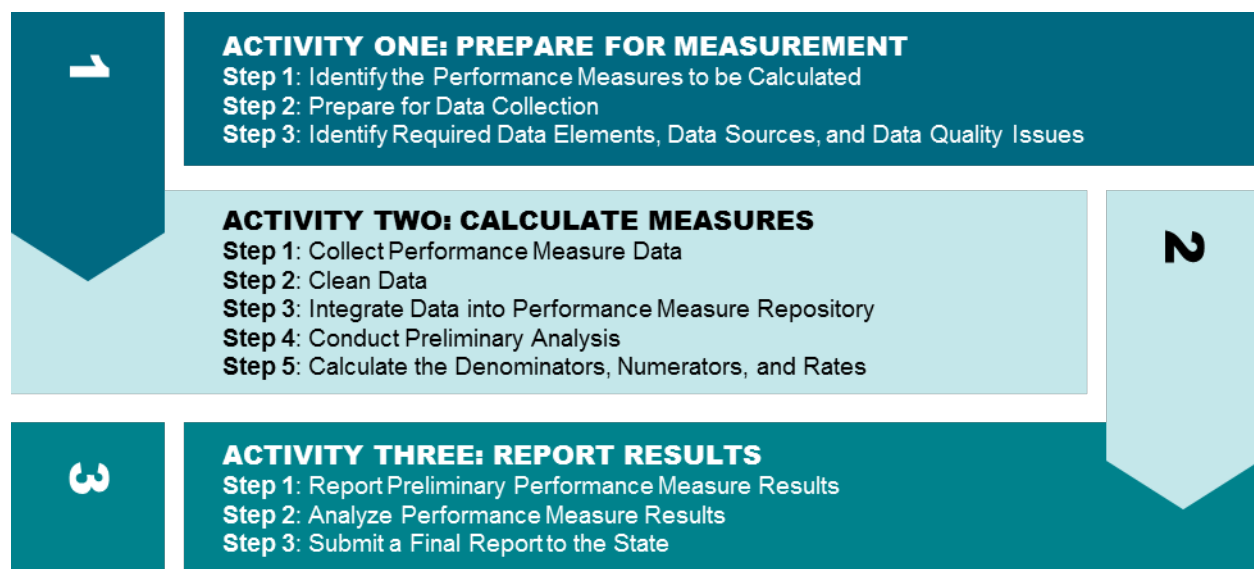 1
ACTIVITY ONE: PREPARE FOR MEASUREMENT
Step 1: Identify the Performance Measures to be Calculated
Step 2: Prepare for Data Collection
Step 3: Identify Required Data Elements, Data Sources, and Data Quality Issues
2
ACTIVITY TWO: CALCULATE MEASURES
Step 1: Collect Performance Measure Data
Step 2: Clean Data
Step 3: Integrate Data into Performance Measure Repository
Step 4: Conduct Preliminary Analysis
Step 5: Calculate the Denominators, Numerators, and Rates
3
ACTIVITY THREE: REPORT RESULTS
Step 1: Report Preliminary Performance Measure Results
Step 2: Analyze Performance Measure Results
Step 3: Submit a Final Report to the State